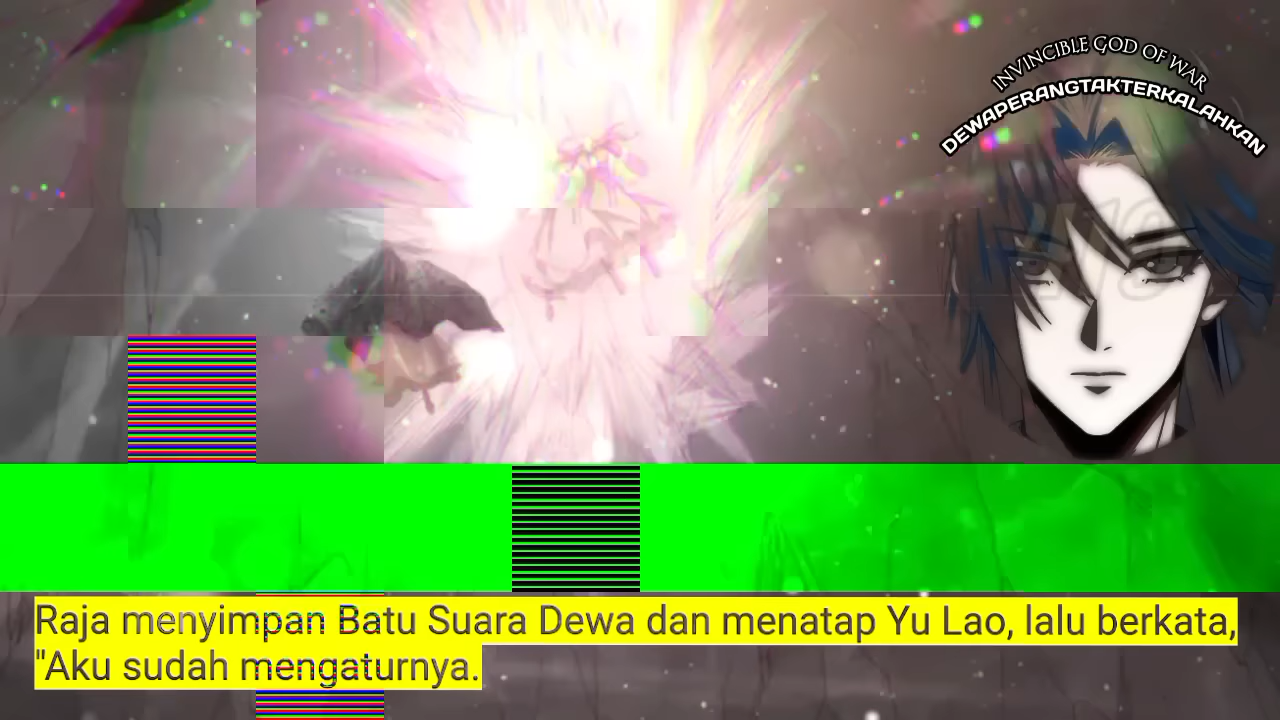 INVINCIBLE GOD OF WAR
DEWAPERANGTAKTERKALAHKAN
Raja menyimpan Batu Suara Dewa dan menatap Yu Lao, lalu berkata,
"Aku sudah mengaturnya.